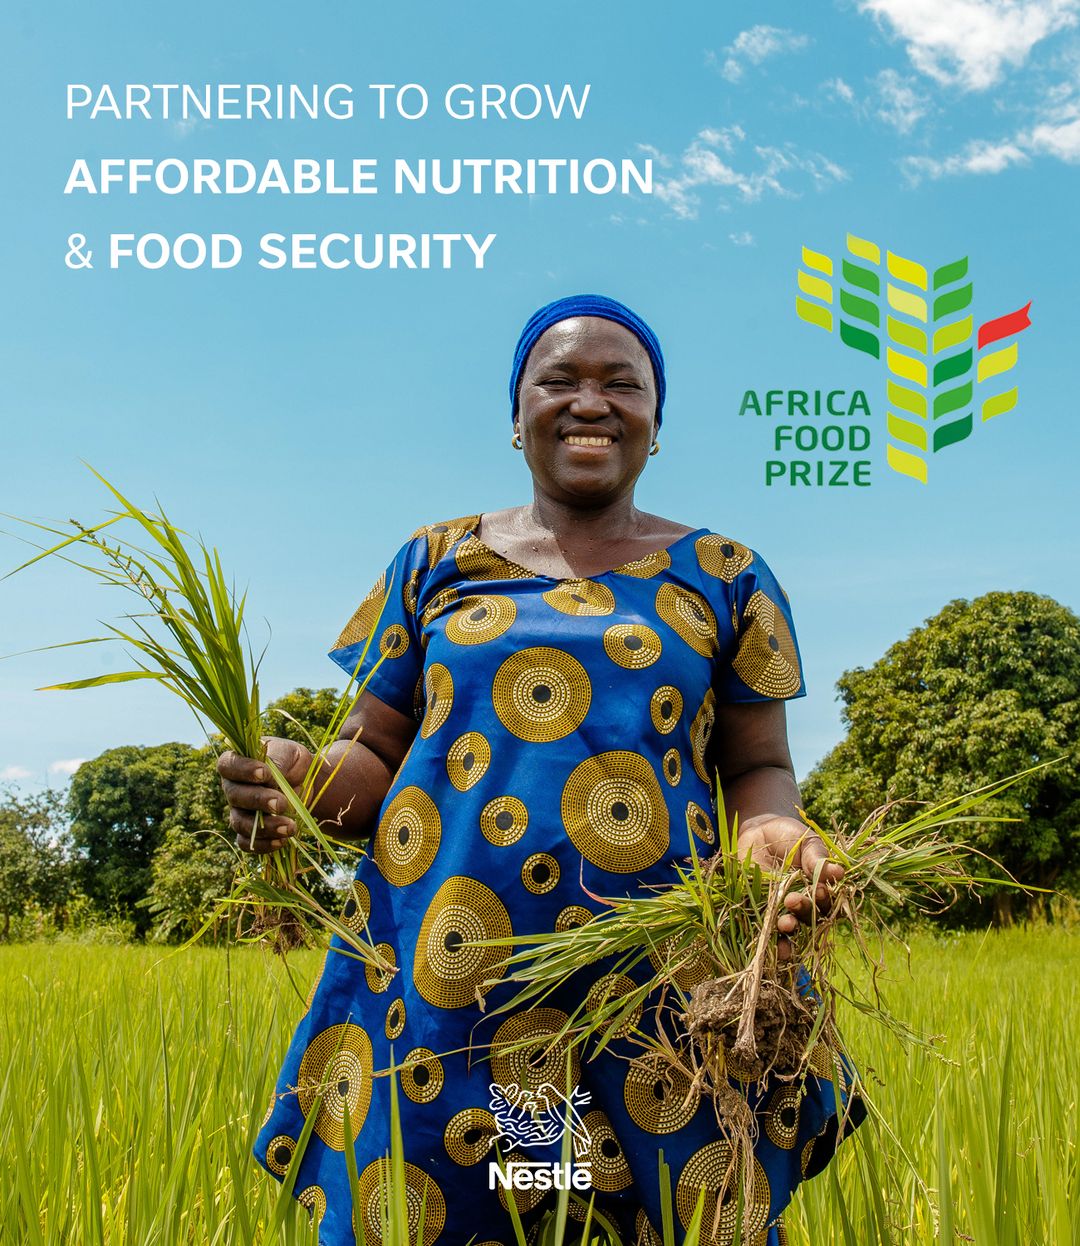 PARTNERING TO GROW
AFFORDABLE NUTRITION
& FOOD SECURITY
AFRICA
FOOD
PRIZE
Nestlé